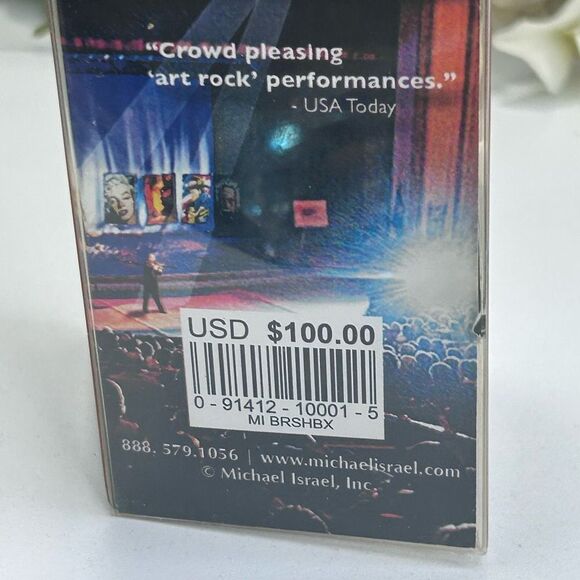 “Crowd pleasing
‘art rock’ performances.”
- USA Today
USD $100.00
0 - 91412 - 10001 - 5
MI BRSHBX
888. 579.1056 | www.michaelisrael.com
© Michael Israel, Inc.